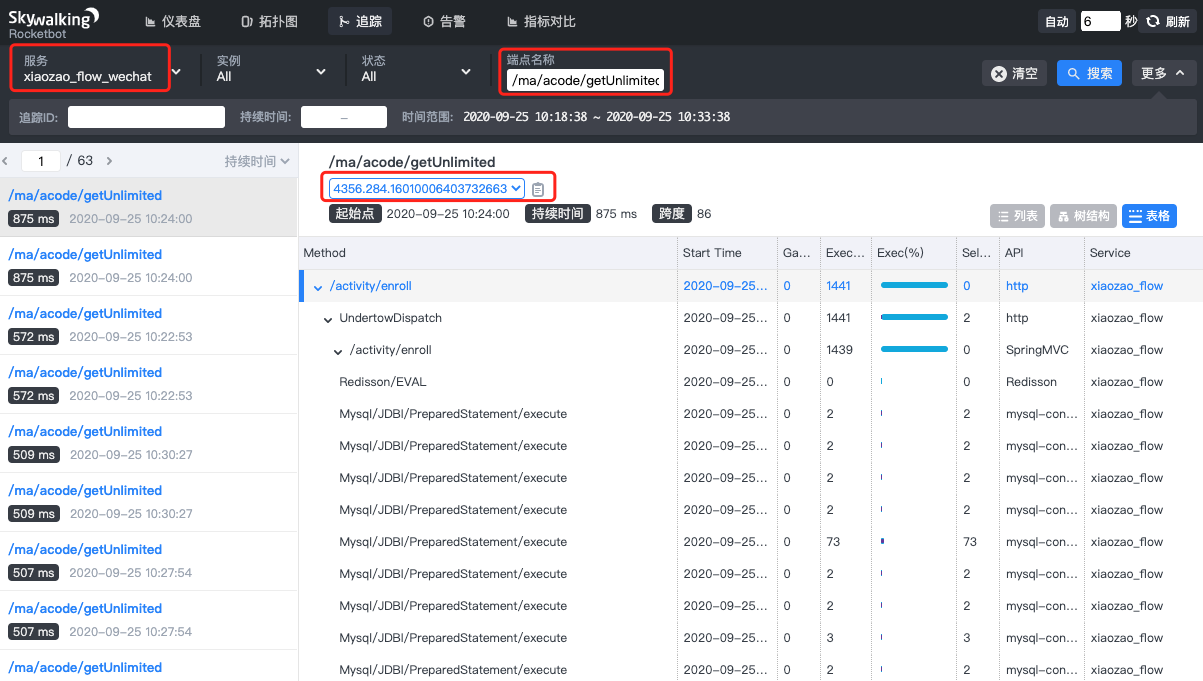 Skywalking
Rocketbot
仪表盘
拓扑图
追踪
告警
指标对比
自动 6 秒 刷新
服务
xiaozao_flow_wechat
实例
All
状态
All
端点名称
/ma/acode/getUnlimited
清空
搜索
更多
追踪ID:
持续时间: –
时间范围: 2020-09-25 10:18:38 ~ 2020-09-25 10:33:38
1 / 63
持续时间
/ma/acode/getUnlimited
875 ms 2020-09-25 10:24:00
/ma/acode/getUnlimited
875 ms 2020-09-25 10:24:00
/ma/acode/getUnlimited
572 ms 2020-09-25 10:22:53
/ma/acode/getUnlimited
572 ms 2020-09-25 10:22:53
/ma/acode/getUnlimited
509 ms 2020-09-25 10:30:27
/ma/acode/getUnlimited
509 ms 2020-09-25 10:30:27
/ma/acode/getUnlimited
507 ms 2020-09-25 10:27:54
/ma/acode/getUnlimited
507 ms 2020-09-25 10:27:54
/ma/acode/getUnlimited
/ma/acode/getUnlimited
4356.284.16010006403732663
起始点 2020-09-25 10:24:00 持续时间 875 ms 跨度 86
列表 树结构 表格
Method Start Time Ga... Exec... Exec(%) Sel... API Service
/activity/enroll 2020-09-25... 0 1441 0 http xiaozao_flow
UndertowDispatch 2020-09-25... 0 1441 2 http xiaozao_flow
/activity/enroll 2020-09-25... 0 1439 0 SpringMVC xiaozao_flow
Redisson/EVAL 2020-09-25... 0 0 0 Redisson xiaozao_flow
Mysql/JDBI/PreparedStatement/execute 2020-09-25... 0 2 2 mysql-con... xiaozao_flow
Mysql/JDBI/PreparedStatement/execute 2020-09-25... 0 2 2 mysql-con... xiaozao_flow
Mysql/JDBI/PreparedStatement/execute 2020-09-25... 0 2 2 mysql-con... xiaozao_flow
Mysql/JDBI/PreparedStatement/execute 2020-09-25... 0 2 2 mysql-con... xiaozao_flow
Mysql/JDBI/PreparedStatement/execute 2020-09-25... 0 73 73 mysql-con... xiaozao_flow
Mysql/JDBI/PreparedStatement/execute 2020-09-25... 0 2 2 mysql-con... xiaozao_flow
Mysql/JDBI/PreparedStatement/execute 2020-09-25... 0 2 2 mysql-con... xiaozao_flow
Mysql/JDBI/PreparedStatement/execute 2020-09-25... 0 3 3 mysql-con... xiaozao_flow
Mysql/JDBI/PreparedStatement/execute 2020-09-25... 0 2 2 mysql-con... xiaozao_flow